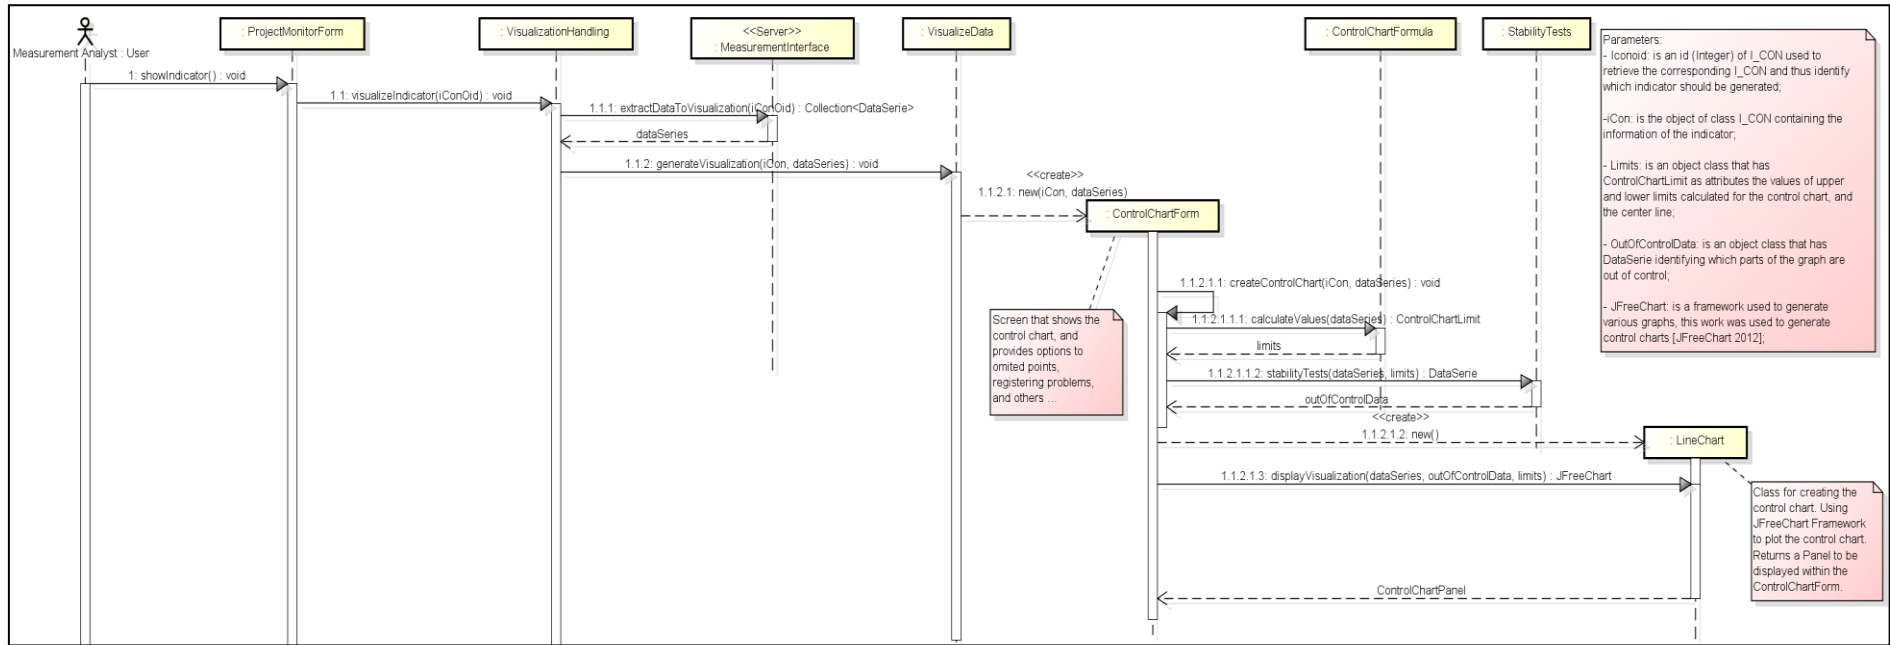 Measurement Analyst : User
: ProjectMonitorForm
: VisualizationHandling
<<Server>>
: MeasurementInterface
: VisualizeData
: ControlChartFormula
: StabilityTests
1: showIndicator() : void
1.1: visualizeIndicator(iConOid) : void
1.1.1: extractDataToVisualization(iConOid) : Collection<DataSerie>
dataSeries
1.1.2: generateVisualization(iCon, dataSeries) : void
<<create>>
1.1.2.1: new(iCon, dataSeries)
: ControlChartForm
1.1.2.1.1: createControlChart(iCon, dataSeries) : void
1.1.2.1.1.1: calculateValues(dataSeries) : ControlChartLimit
limits
1.1.2.1.1.2: stabilityTests(dataSeries, limits) : DataSerie
outOfControlData
<<create>>
1.1.2.1.2: new()
: LineChart
1.1.2.1.3: displayVisualization(dataSeries, outOfControlData, limits) : JFreeChart
ControlChartPanel
Screen that shows the
control chart, and
provides options to
omited points,
registering problems,
and others ...
Parameters:
- Iconoid: is an id (Integer) of I_CON used to
retrieve the corresponding I_CON and thus identify
which indicator should be generated;
-iCon: is the object of class I_CON containing the
information of the indicator;
- Limits: is an object class that has
ControlChartLimit as attributes the values of upper
and lower limits calculated for the control chart, and
the center line;
- OutOfControlData: is an object class that has
DataSerie identifying which parts of the graph are
out of control;
- JFreeChart: is a framework used to generate
various graphs, this work was used to generate
control charts [JFreeChart 2012];
Class for creating the
control chart. Using
JFreeChart Framework
to plot the control chart.
Returns a Panel to be
displayed within the
ControlChartForm.